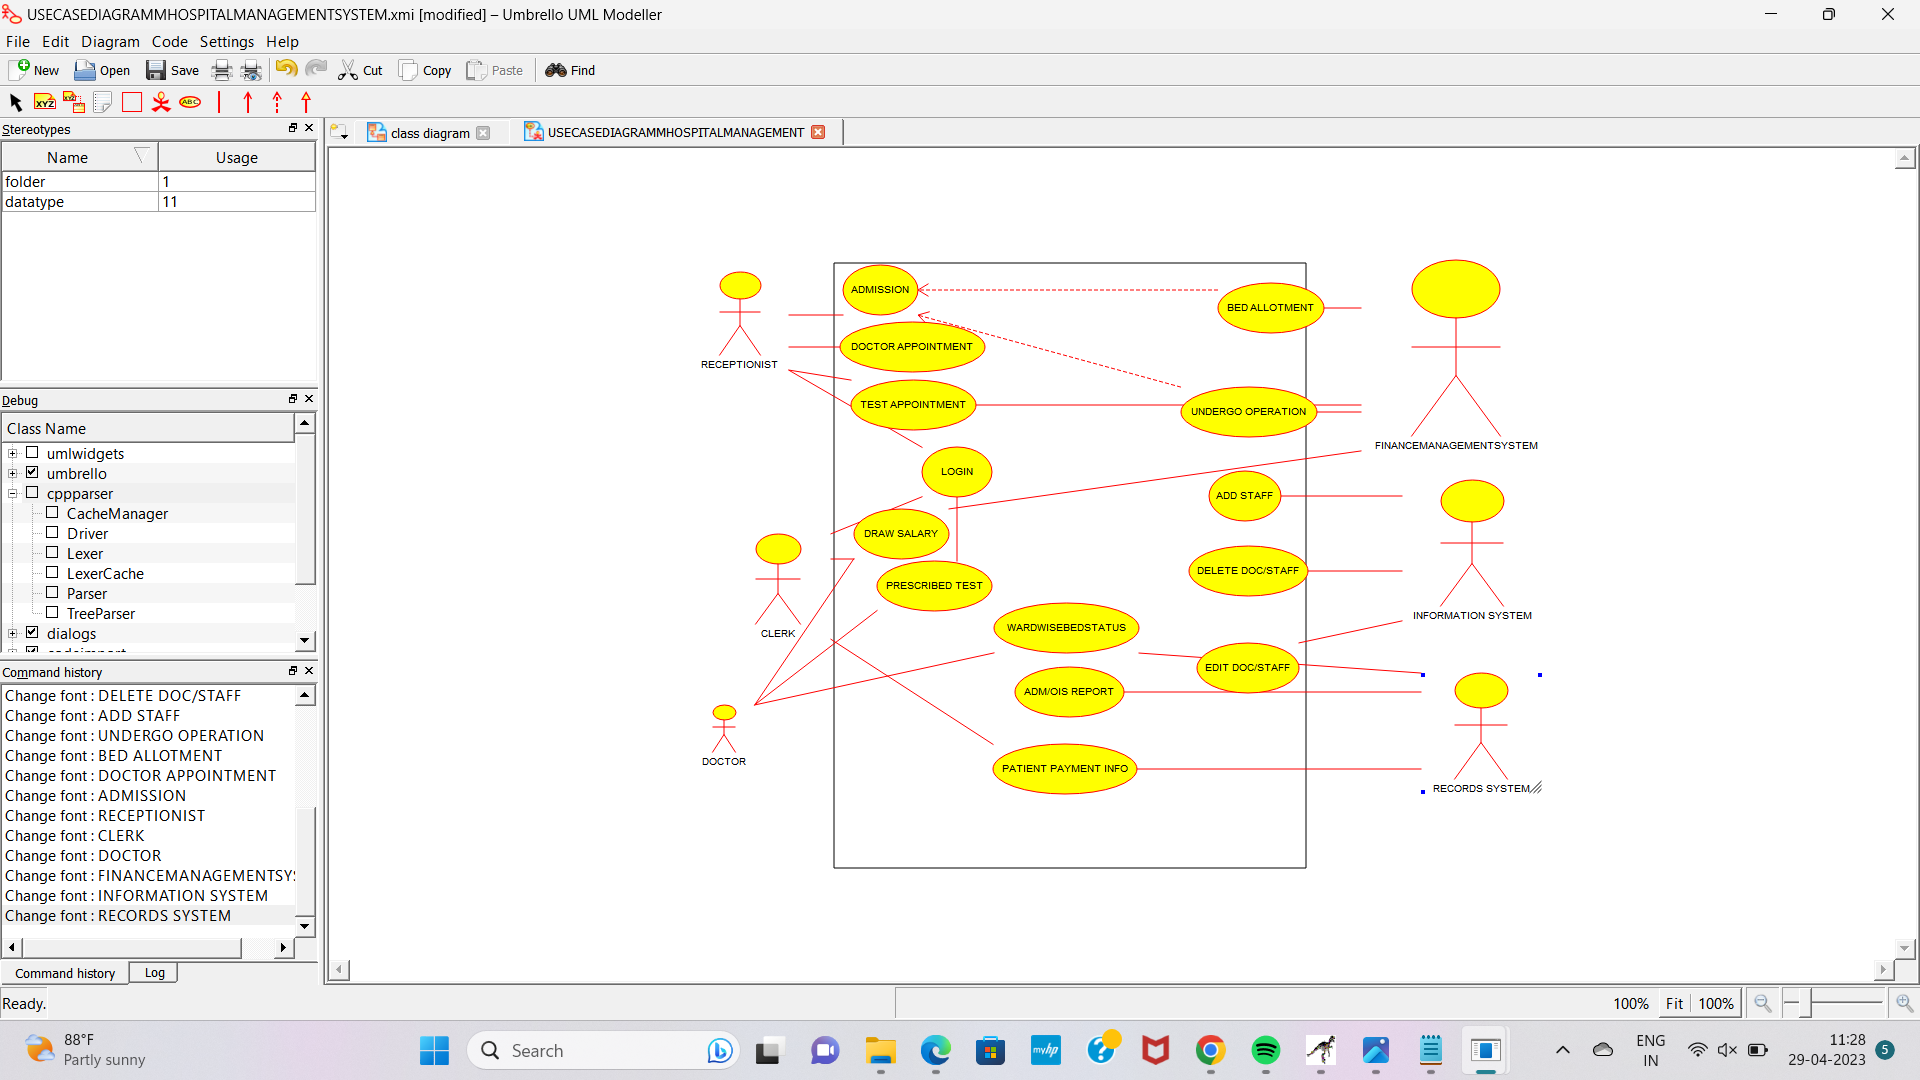 USECASEDIAGRAMMHOSPITALMANAGEMENTSYSTEM.xmi [modified] – Umbrello UML Modeller
File Edit Diagram Code Settings Help
New Open Save Cut Copy Paste Find
XYZ XYZ ABC
Stereotypes
class diagram USECASEDIAGRAMMHOSPITALMANAGEMENT
Name Usage
folder 1
datatype 11
Debug
Class Name
umlwidgets
umbrello
cppparser
CacheManager
Driver
Lexer
LexerCache
Parser
TreeParser
dialogs
codeimport
Command history
Change font : DELETE DOC/STAFF
Change font : ADD STAFF
Change font : UNDERGO OPERATION
Change font : BED ALLOTMENT
Change font : DOCTOR APPOINTMENT
Change font : ADMISSION
Change font : RECEPTIONIST
Change font : CLERK
Change font : DOCTOR
Change font : FINANCEMANAGEMENTSY
Change font : INFORMATION SYSTEM
Change font : RECORDS SYSTEM
Command history Log
Ready.
ADMISSION
BED ALLOTMENT
DOCTOR APPOINTMENT
RECEPTIONIST
TEST APPOINTMENT
UNDERGO OPERATION
FINANCEMANAGEMENTSYSTEM
LOGIN
ADD STAFF
DRAW SALARY
DELETE DOC/STAFF
PRESCRIBED TEST
INFORMATION SYSTEM
CLERK
WARDWISEBEDSTATUS
EDIT DOC/STAFF
ADM/OIS REPORT
DOCTOR
PATIENT PAYMENT INFO
RECORDS SYSTEM
100% Fit 100%
88°F
Partly sunny
Search
myhp
ENG
IN
11:28
29-04-2023
5